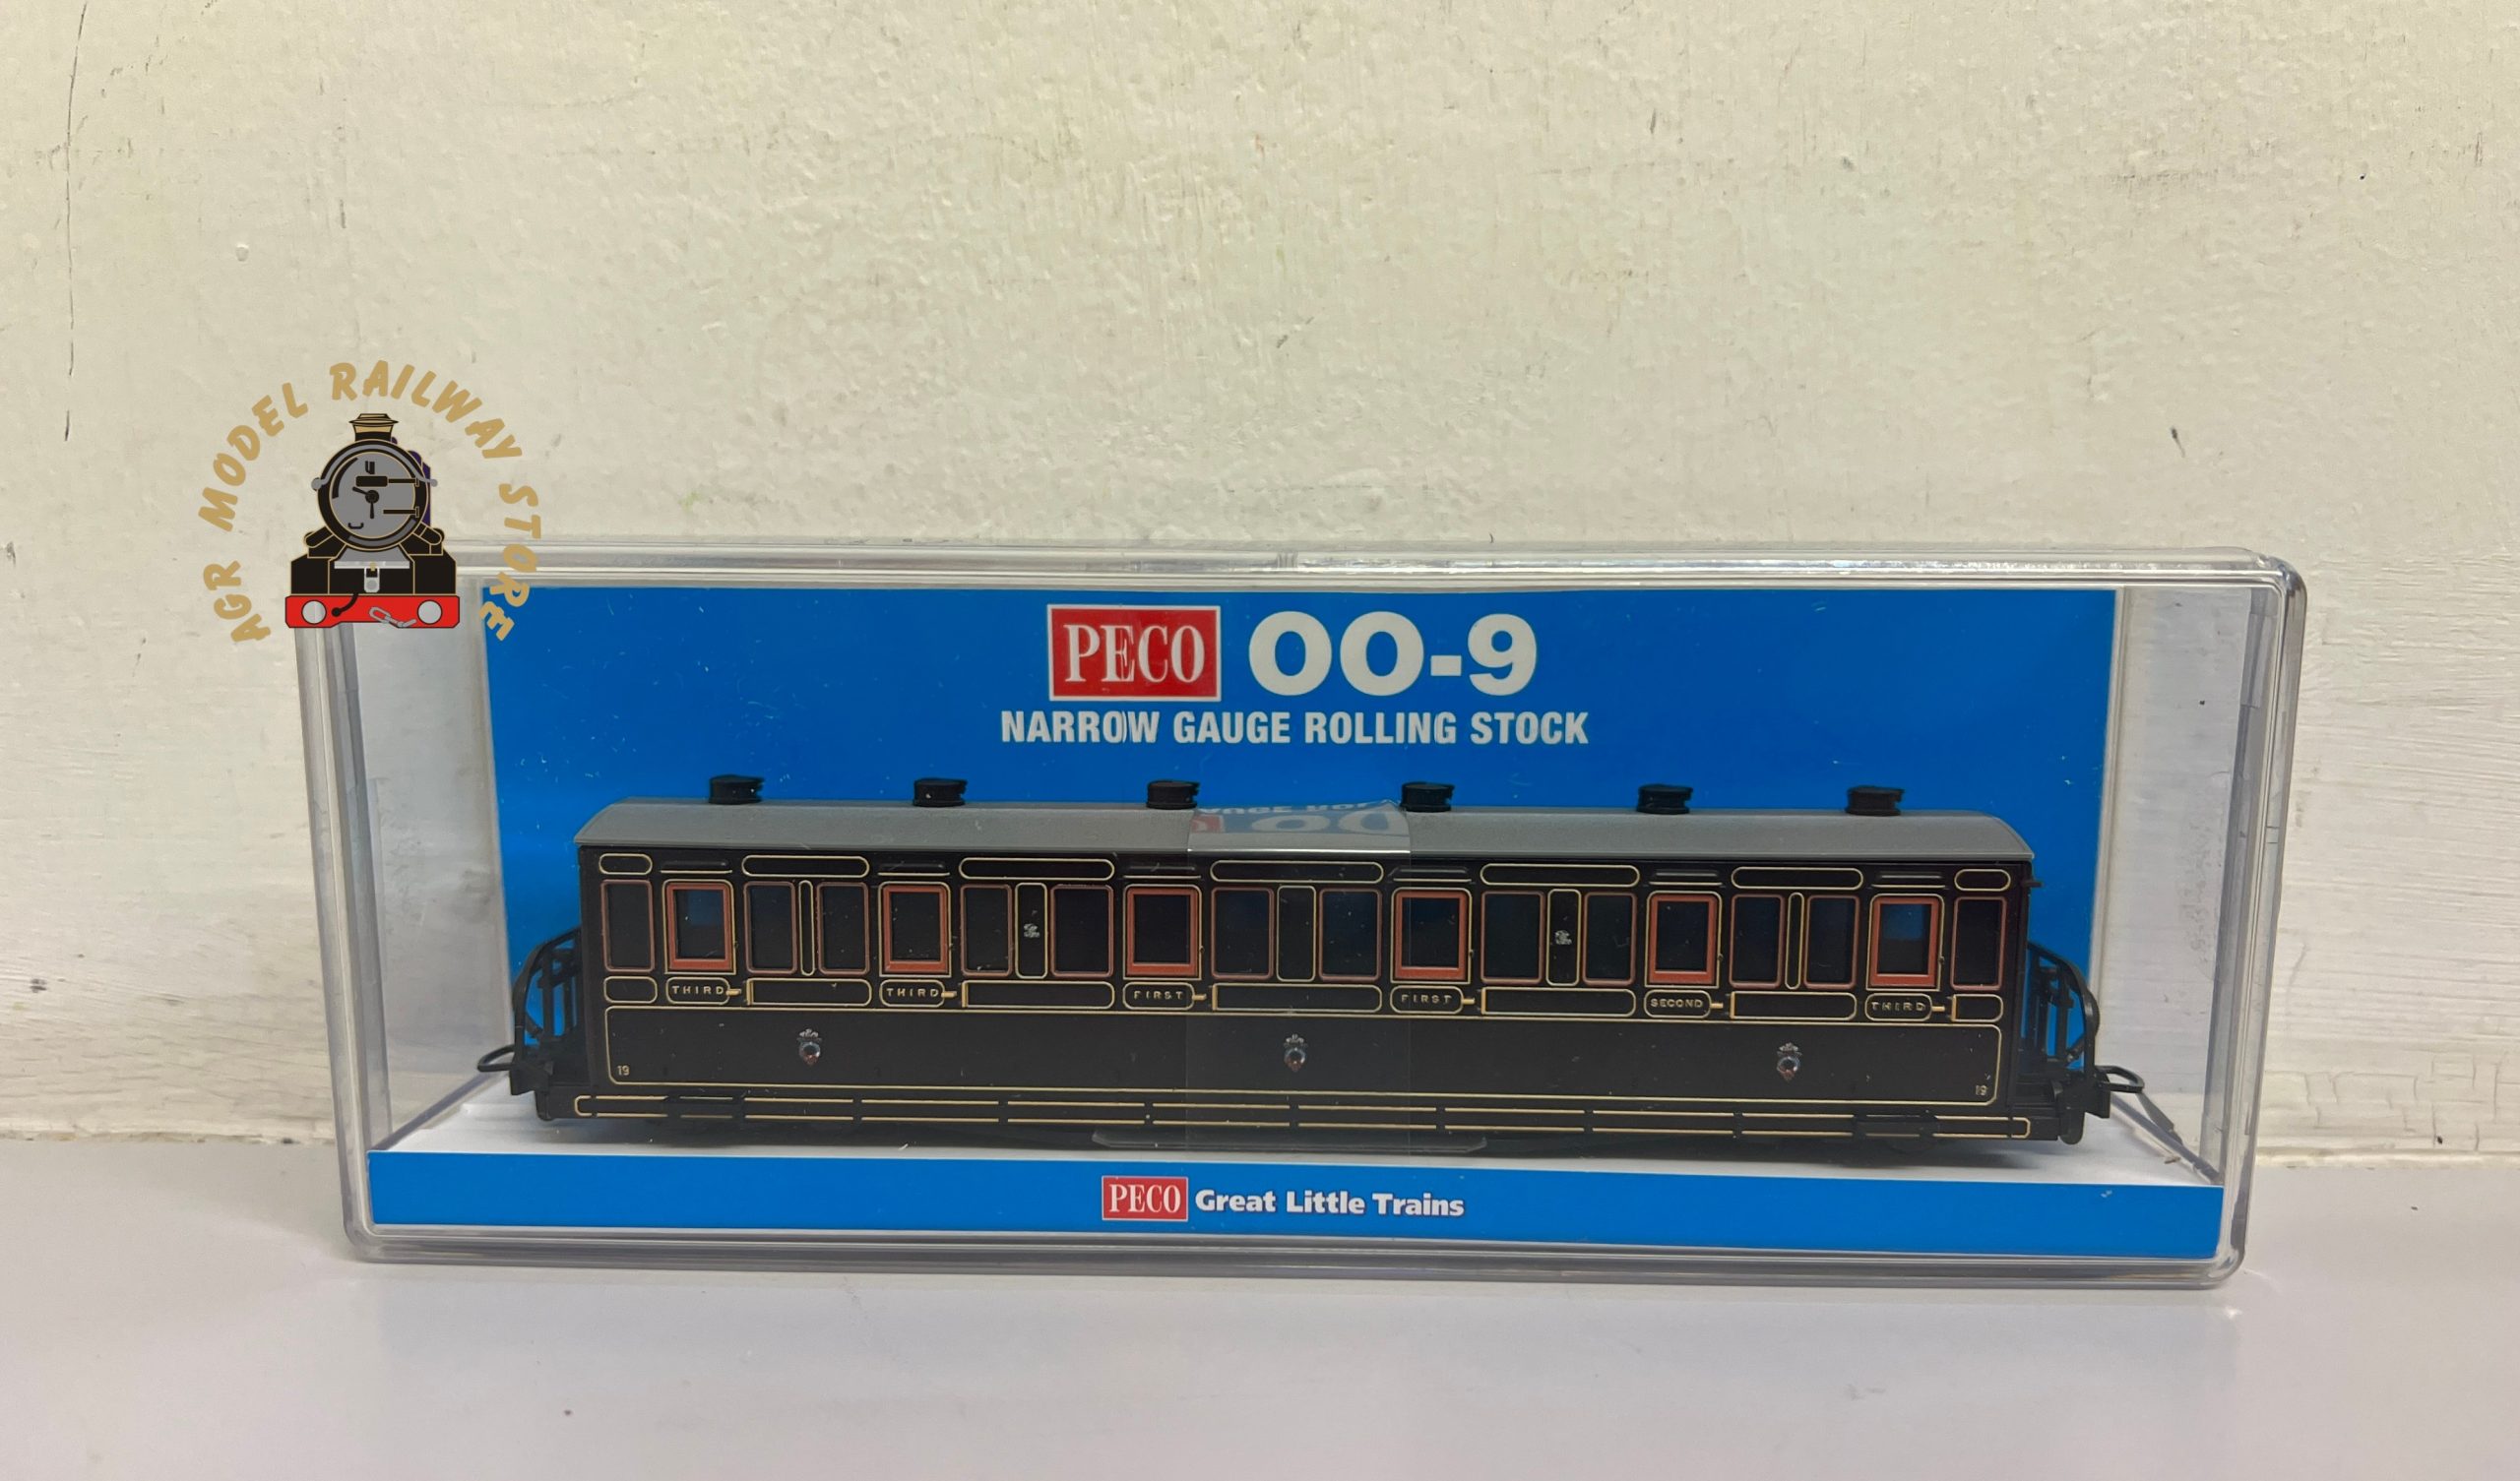 AGR MODEL RAILWAY STORE
PECO OO-9
NARROW GAUGE ROLLING STOCK
THIRD THIRD FIRST FIRST SECOND THIRD
19 19
PECO Great Little Trains